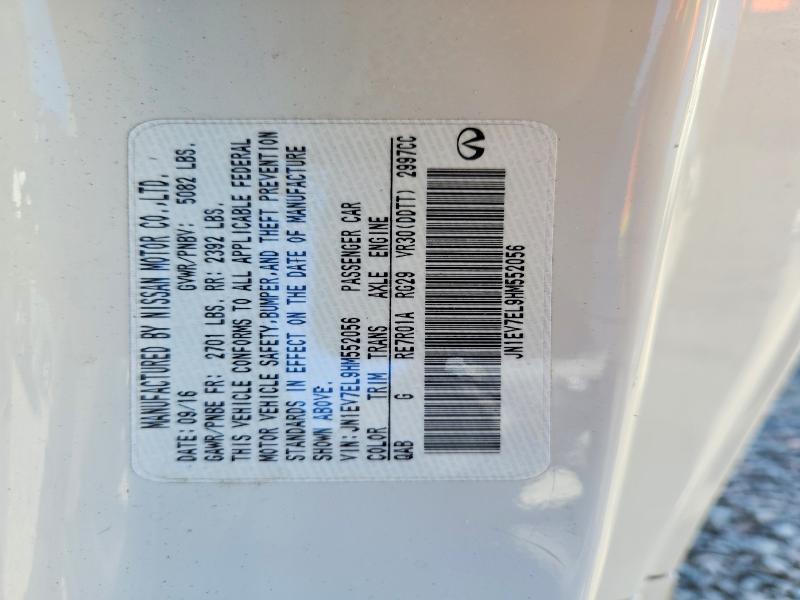 MANUFACTURED BY NISSAN MOTOR CO.,LTD.
DATE: 09/16 GVWR/PNBV: 5082 LBS.
GAWR/PNBE FR: 2701 LBS. RR: 2392 LBS.
THIS VEHICLE CONFORMS TO ALL APPLICABLE FEDERAL
MOTOR VEHICLE SAFETY,BUMPER,AND THEFT PREVENTION
STANDARDS IN EFFECT ON THE DATE OF MANUFACTURE
SHOWN ABOVE.
VIN:JN1EV7EL9HM552056 PASSENGER CAR
COLOR TRIM TRANS AXLE ENGINE
QAB G RE7R01A RG29 VR30(DDTT) 2997CC
JN1EV7EL9HM552056